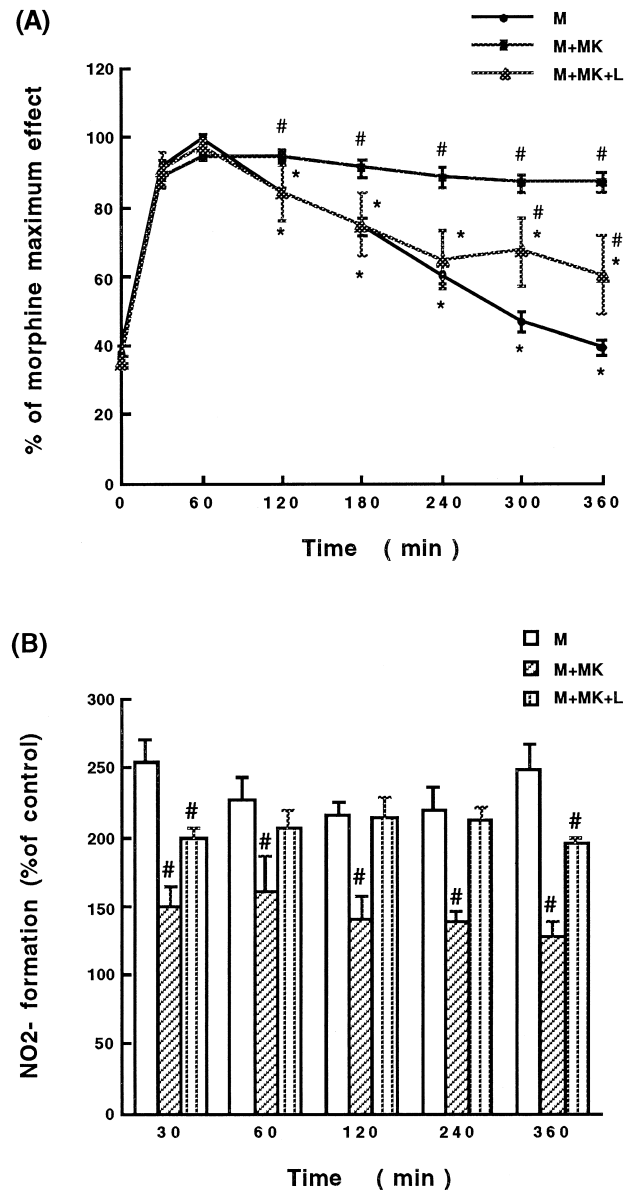 (A)
M
M+MK
M+MK+L
120
100
80
60
40
20
0
% of morphine maximum effect
#
#
#
#
#
#
#
*
*
*
*
*
*
*
*
*
*
0 60 120 180 240 300 360
Time ( min )
(B)
M
M+MK
M+MK+L
300
250
200
150
100
50
0
NO2- formation (%of control)
#
#
#
#
#
#
#
30 60 120 240 360
Time ( min )